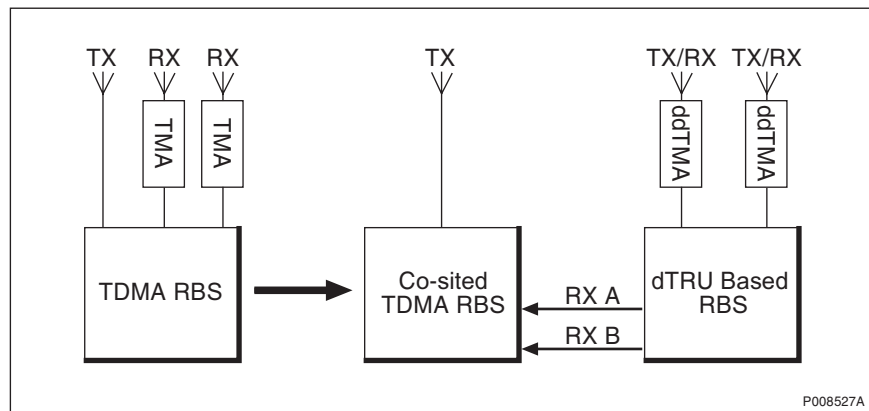 TX RX RX
TMA
TMA
TDMA RBS
TX
Co-sited
TDMA RBS
RX A
RX B
TX/RX TX/RX
ddTMA
ddTMA
dTRU Based
RBS
P008527A